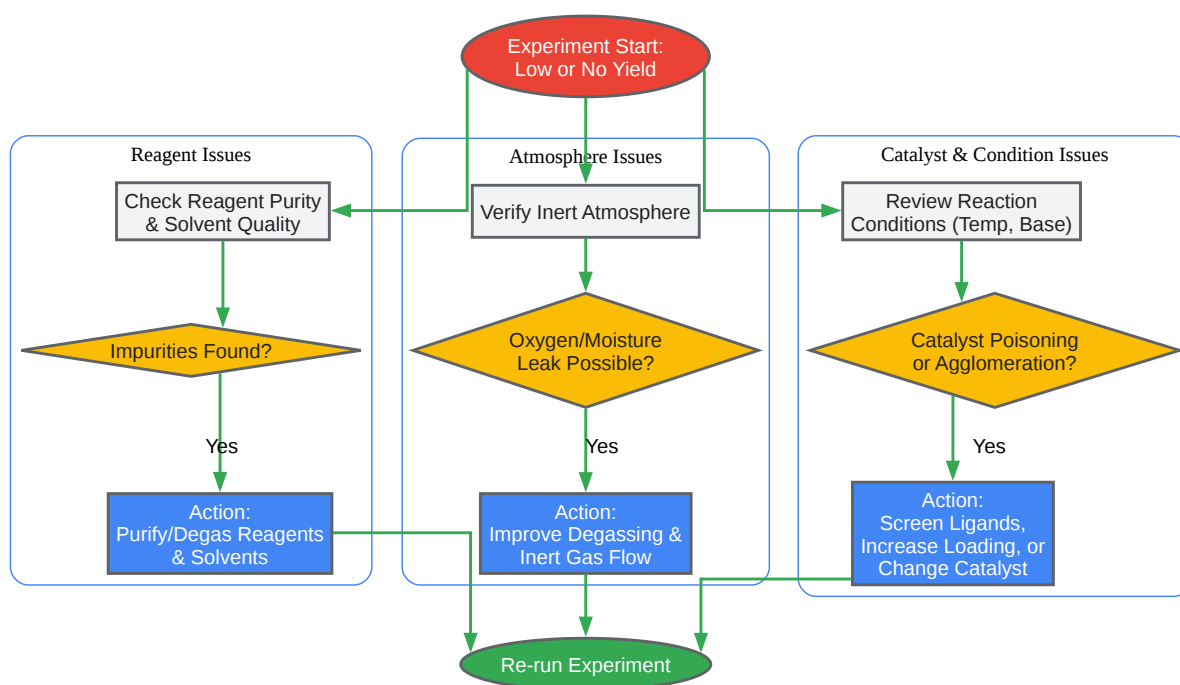 Experiment Start:
Low or No Yield
Reagent Issues
Check Reagent Purity
& Solvent Quality
Impurities Found?
Yes
Action:
Purify/Degas Reagents
& Solvents
Atmosphere Issues
Verify Inert Atmosphere
Oxygen/Moisture
Leak Possible?
Yes
Action:
Improve Degassing &
Inert Gas Flow
Catalyst & Condition Issues
Review Reaction
Conditions (Temp, Base)
Catalyst Poisoning
or Agglomeration?
Yes
Action:
Screen Ligands,
Increase Loading, or
Change Catalyst
Re-run Experiment